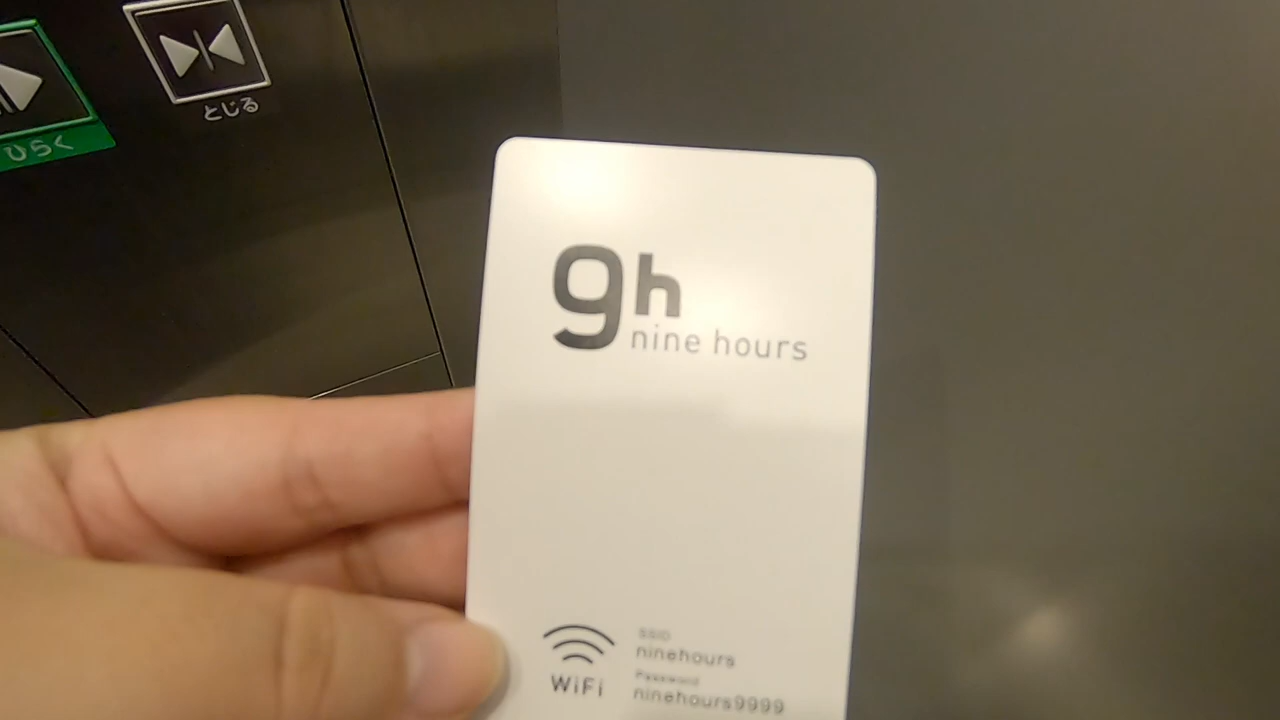 とじる
ひらく
9h
nine hours
SSID
ninehours
WiFi
Password
ninehours9999